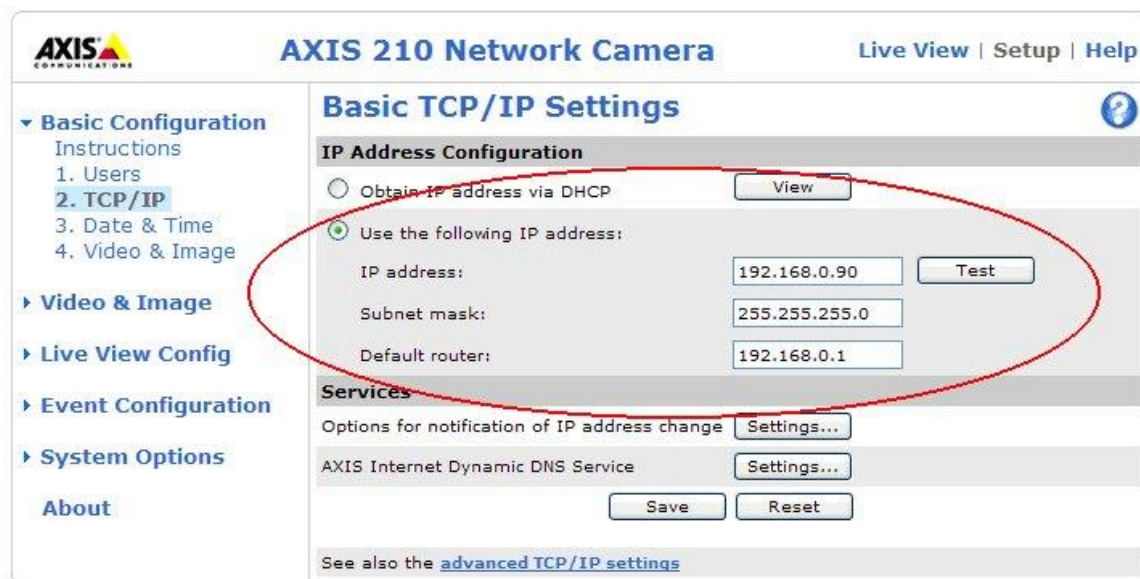 AXIS
COMMUNICATIONS
AXIS 210 Network Camera
Live View | Setup | Help
Basic Configuration
Instructions
1. Users
2. TCP/IP
3. Date & Time
4. Video & Image
Video & Image
Live View Config
Event Configuration
System Options
About
Basic TCP/IP Settings
?
IP Address Configuration
Obtain IP address via DHCP View
Use the following IP address:
IP address: 192.168.0.90 Test
Subnet mask: 255.255.255.0
Default router: 192.168.0.1
Services
Options for notification of IP address change Settings...
AXIS Internet Dynamic DNS Service Settings...
Save Reset
See also the advanced TCP/IP settings